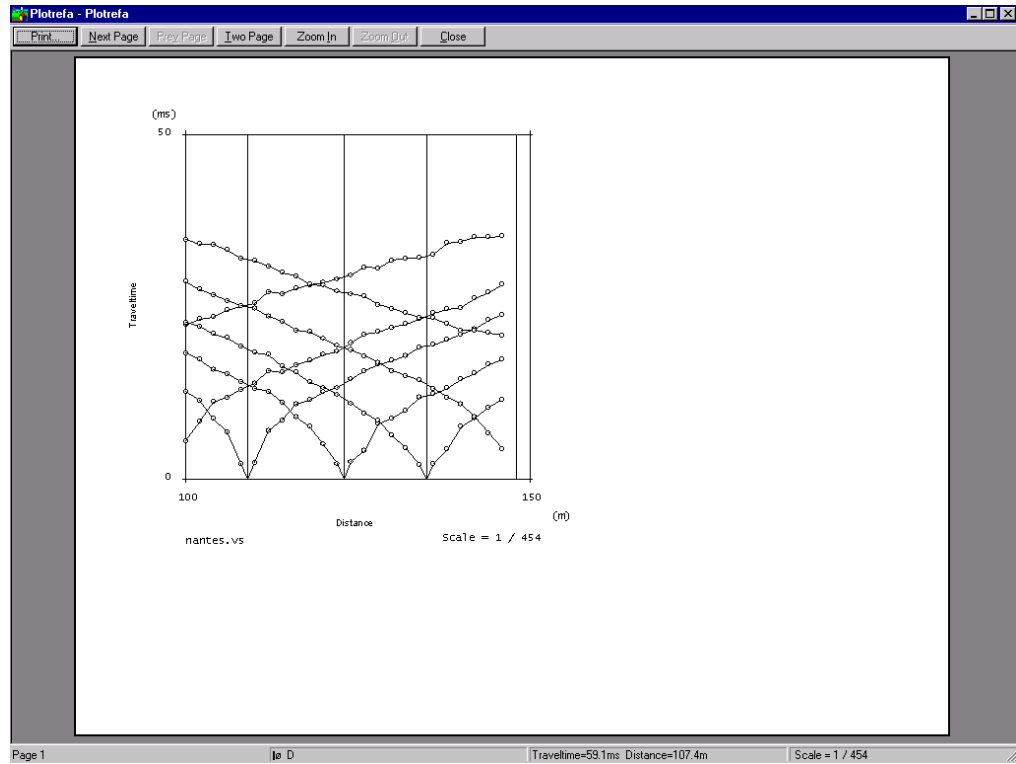 Plotrefa - Plotrefa
Print... Next Page Prev Page Two Page Zoom In Zoom Out Close
(ms)
50
Traveltime
0
100 150
(m)
Distance
nantes.vs Scale = 1 / 454
Page 1 D Traveltime=59.1ms Distance=107.4m Scale = 1 / 454